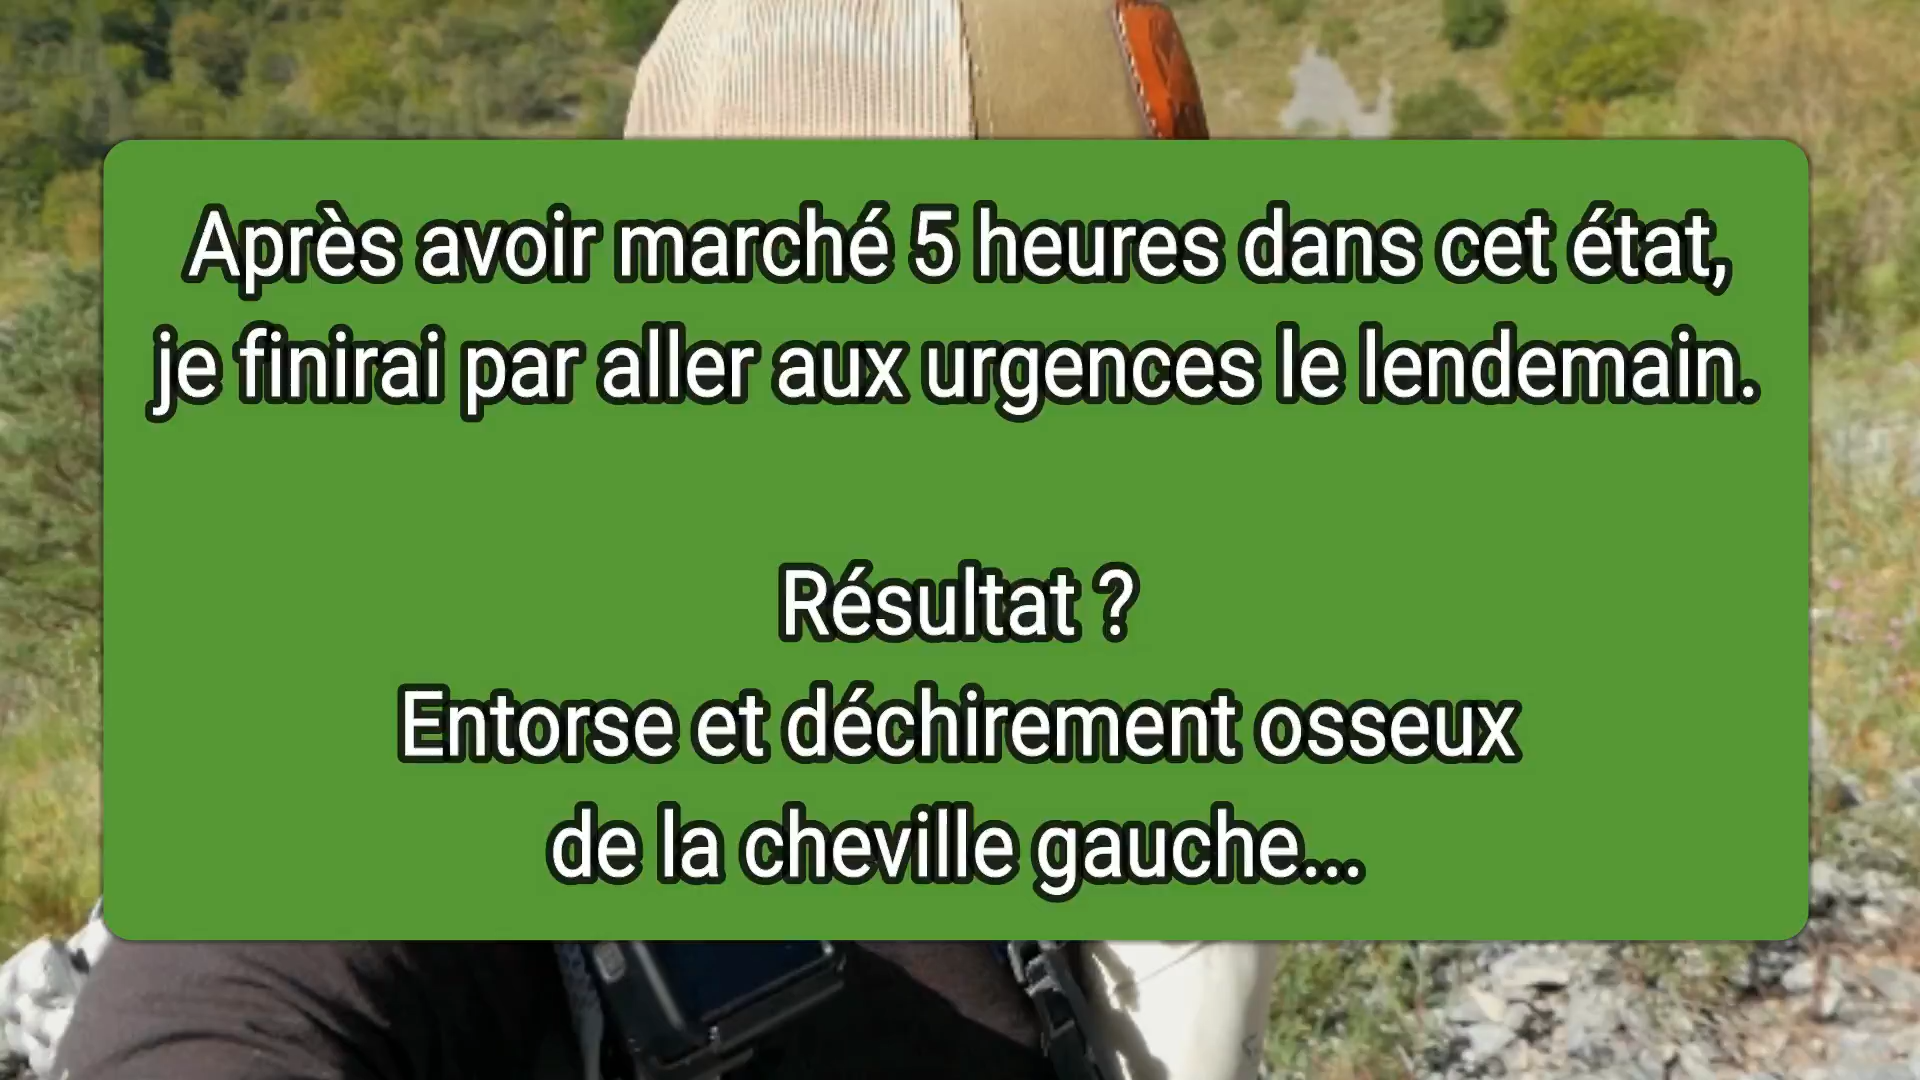 Après avoir marché 5 heures dans cet état,
je finirai par aller aux urgences le lendemain.
Résultat ?
Entorse et déchirement osseux
de la cheville gauche...